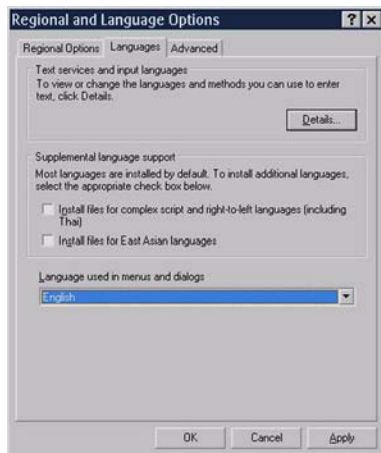 Regional and Language Options
Regional Options Languages Advanced
Text services and input languages
To view or change the languages and methods you can use to enter
text, click Details.
Details...
Supplemental language support
Most languages are installed by default. To install additional languages,
select the appropriate check box below.
Install files for complex script and right-to-left languages (including
Thai)
Install files for East Asian languages
Language used in menus and dialogs
English
OK Cancel Apply